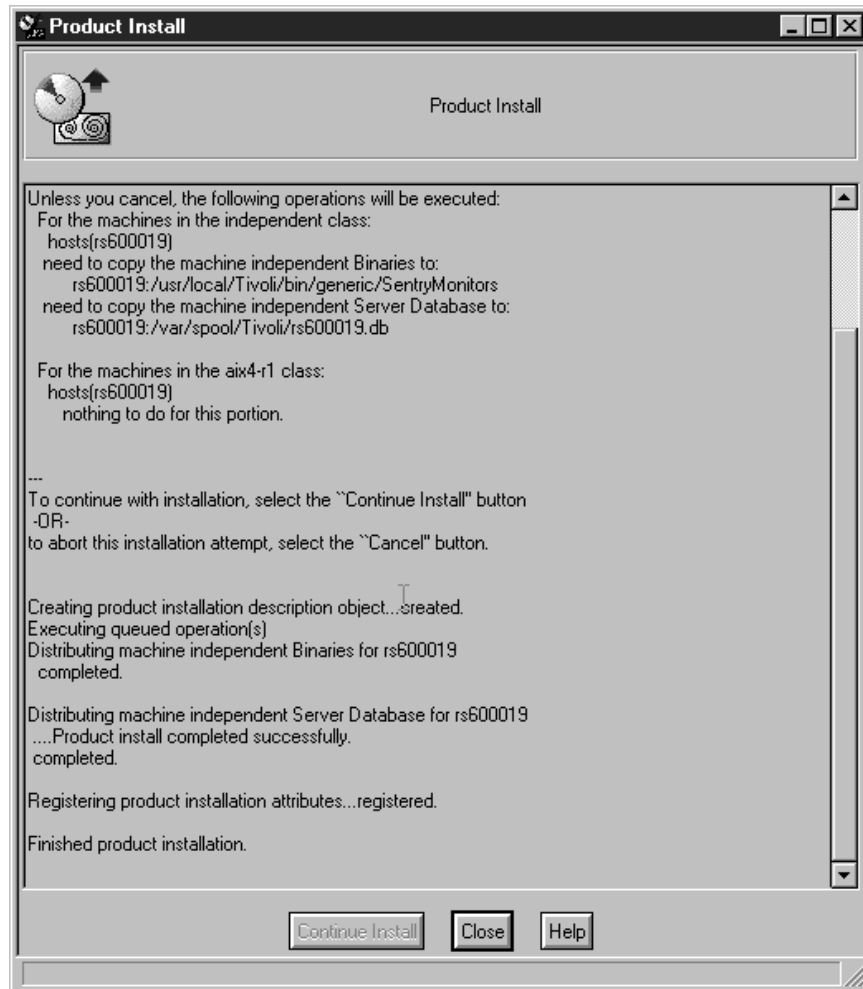 Product Install
Product Install
Unless you cancel, the following operations will be executed:
For the machines in the independent class:
hosts(rs600019)
need to copy the machine independent Binaries to:
rs600019:/usr/local/Tivoli/bin/generic/SentryMonitors
need to copy the machine independent Server Database to:
rs600019:/var/spool/Tivoli/rs600019.db
For the machines in the aix4-r1 class:
hosts(rs600019)
nothing to do for this portion.
---
To continue with installation, select the ``Continue Install'' button
-OR-
to abort this installation attempt, select the ``Cancel'' button.
Creating product installation description object...created.
Executing queued operation(s)
Distributing machine independent Binaries for rs600019
completed.
Distributing machine independent Server Database for rs600019
....Product install completed successfully.
completed.
Registering product installation attributes...registered.
Finished product installation.
Continue Install
Close
Help